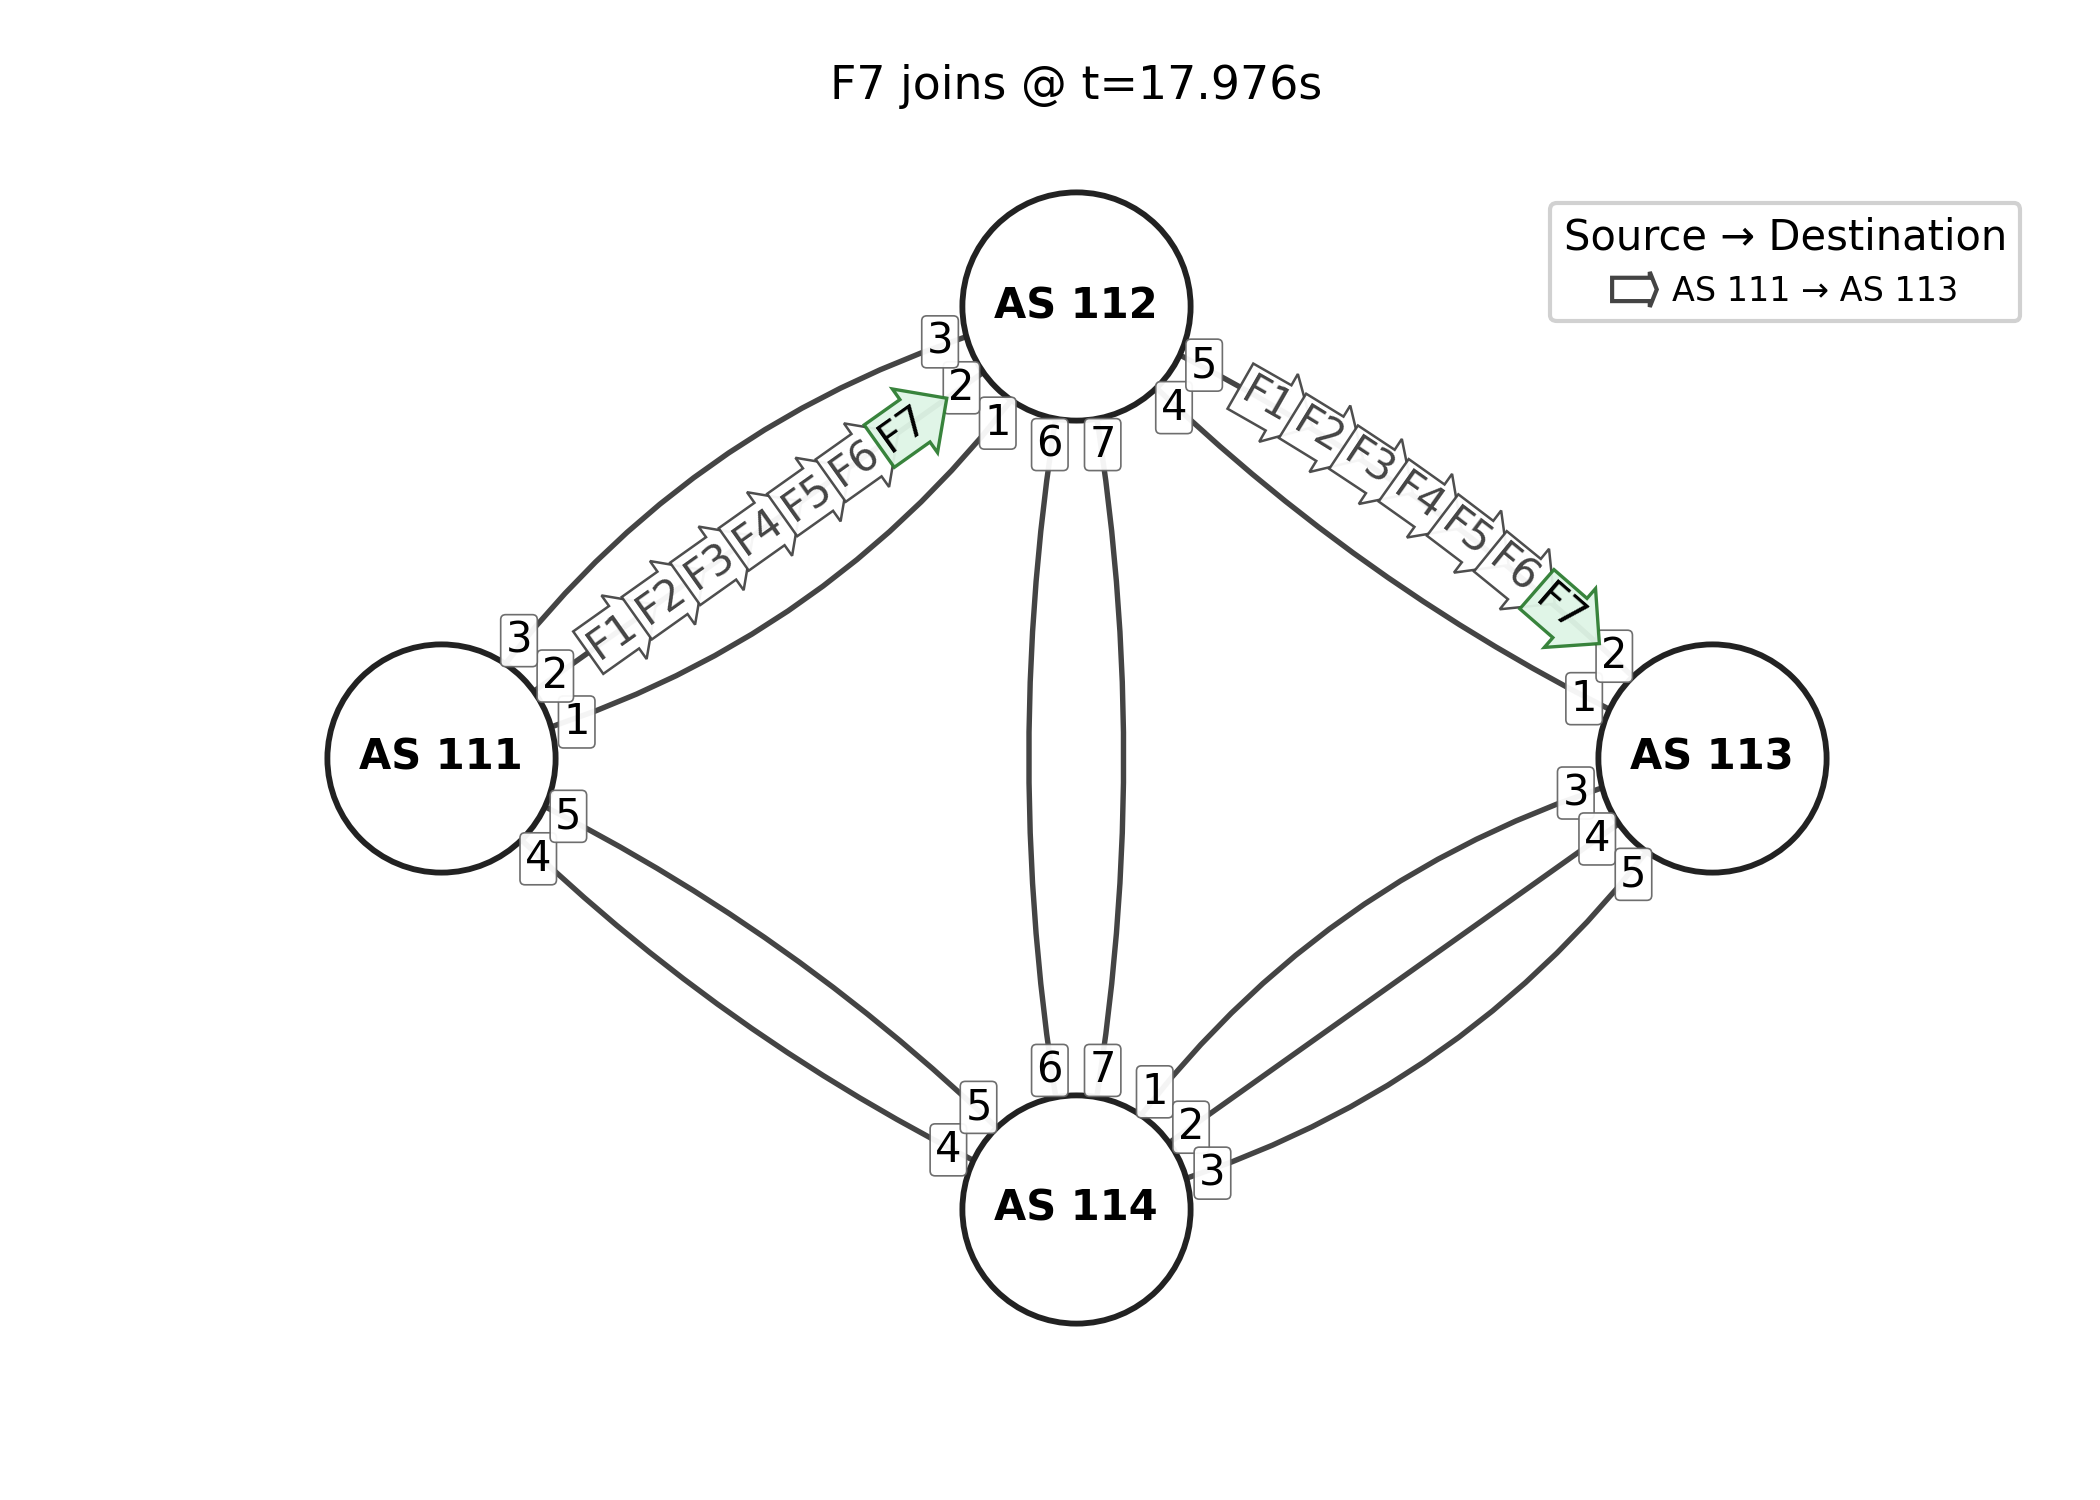 F7 joins @ t=17.976s
Source → Destination
AS 111 → AS 113
AS 112
3
2
1
6
7
4
5
F1
F2
F3
F4
F5
F6
F7
F1
F2
F3
F4
F5
F6
F7
3
2
1
AS 111
5
4
2
1
AS 113
3
4
5
6
7
5
4
1
2
3
AS 114